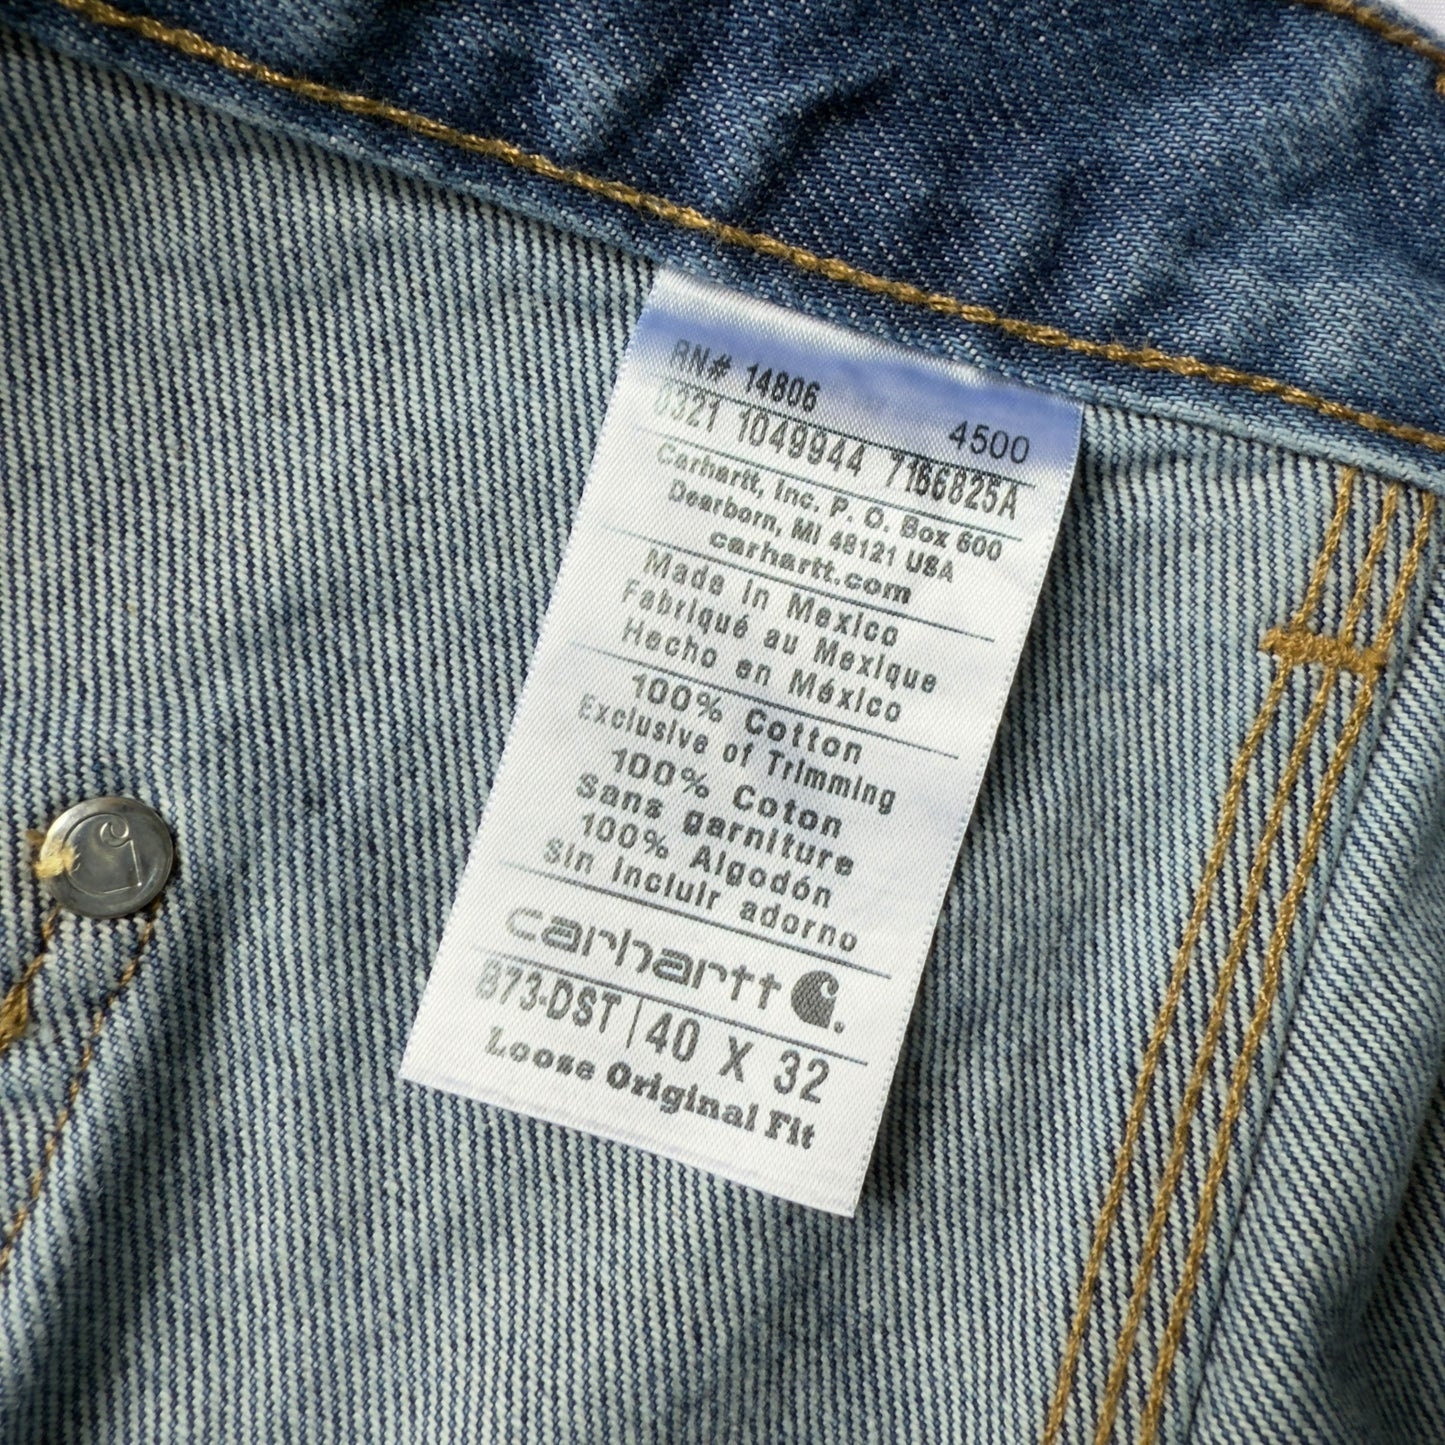 RN# 14806
4500
0321 1049944 7166825A
Carhartt, Inc. P. O. Box 600
Dearborn, MI 48121 USA
carhartt.com
Made in Mexico
Fabriqué au Mexique
Hecho en México
100% Cotton
Exclusive of Trimming
100% Coton
Sans garniture
100% Algodón
Sin incluir adorno
carhartt
B73-DST | 40 X 32
Loose Original Fit